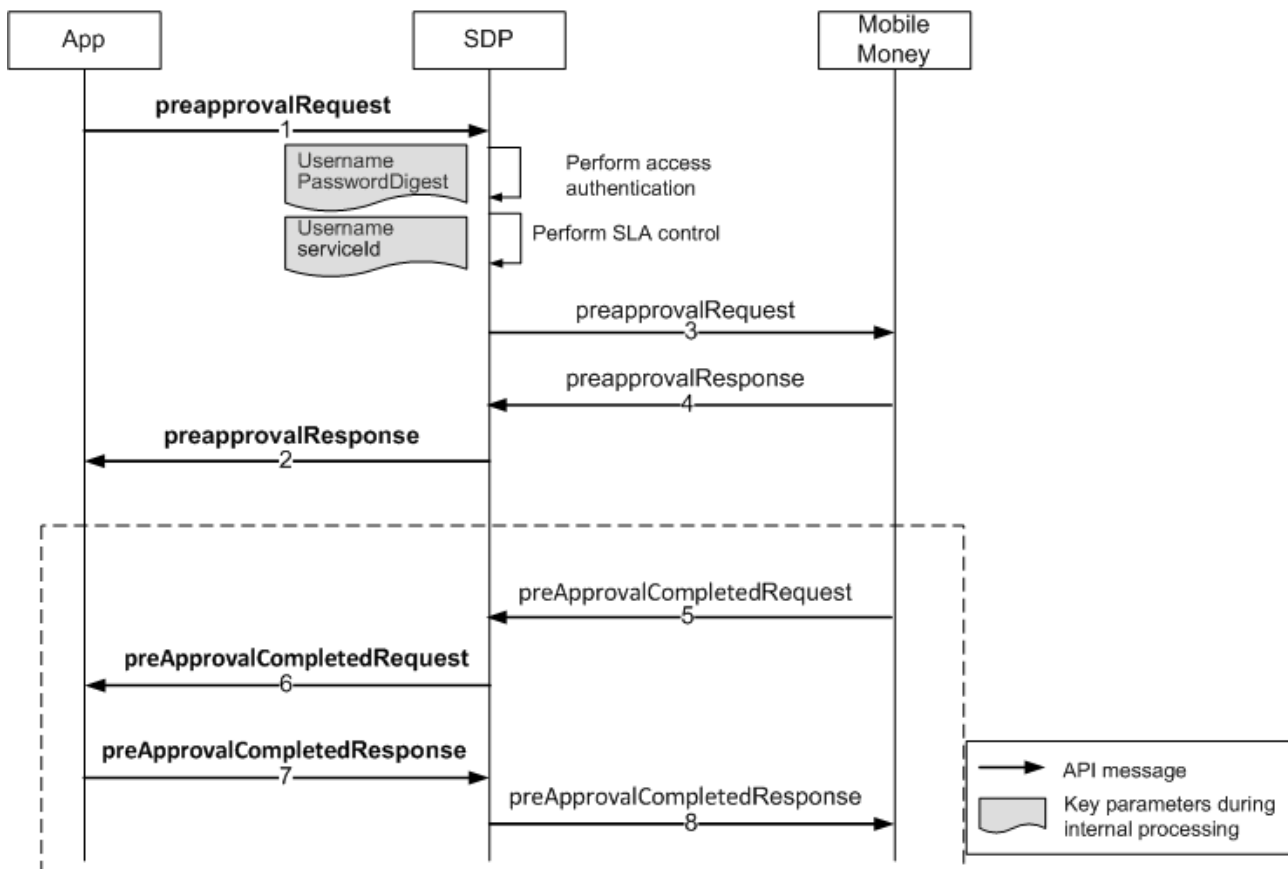 App
SDP
Mobile
Money
preapprovalRequest
1
Username
PasswordDigest
Perform access
authentication
Username
serviceId
Perform SLA control
preapprovalRequest
3
preapprovalResponse
4
preapprovalResponse
2
preApprovalCompletedRequest
5
preApprovalCompletedRequest
6
preApprovalCompletedResponse
7
preApprovalCompletedResponse
8
API message
Key parameters during
internal processing